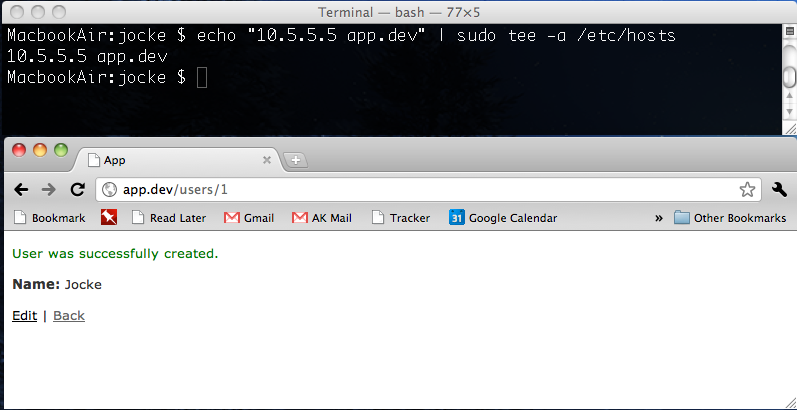 Terminal — bash — 77×5
MacbookAir:jocke $ echo "10.5.5.5 app.dev" | sudo tee -a /etc/hosts
10.5.5.5 app.dev
MacbookAir:jocke $
App
app.dev/users/1
Bookmark Read Later Gmail AK Mail Tracker 31 Google Calendar » Other Bookmarks
User was successfully created.
Name: Jocke
Edit | Back